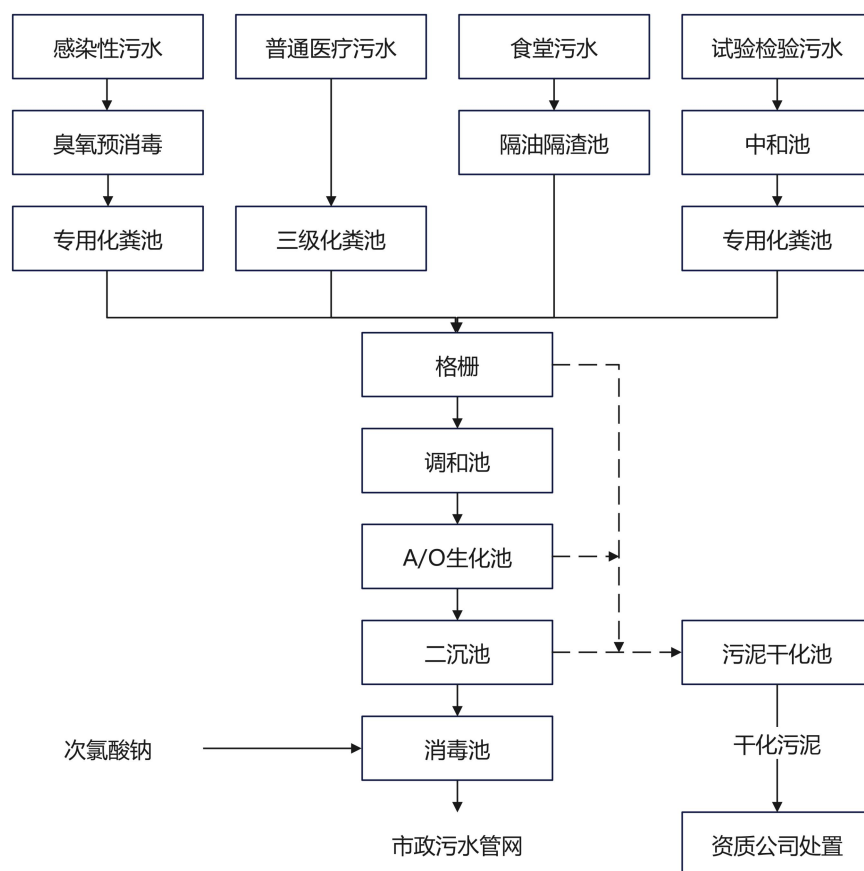 感染性污水
普通医疗污水
食堂污水
试验检验污水
臭氧预消毒
隔油隔渣池
中和池
专用化粪池
三级化粪池
专用化粪池
格栅
调和池
A/O生化池
二沉池
污泥干化池
次氯酸钠
消毒池
干化污泥
市政污水管网
资质公司处置